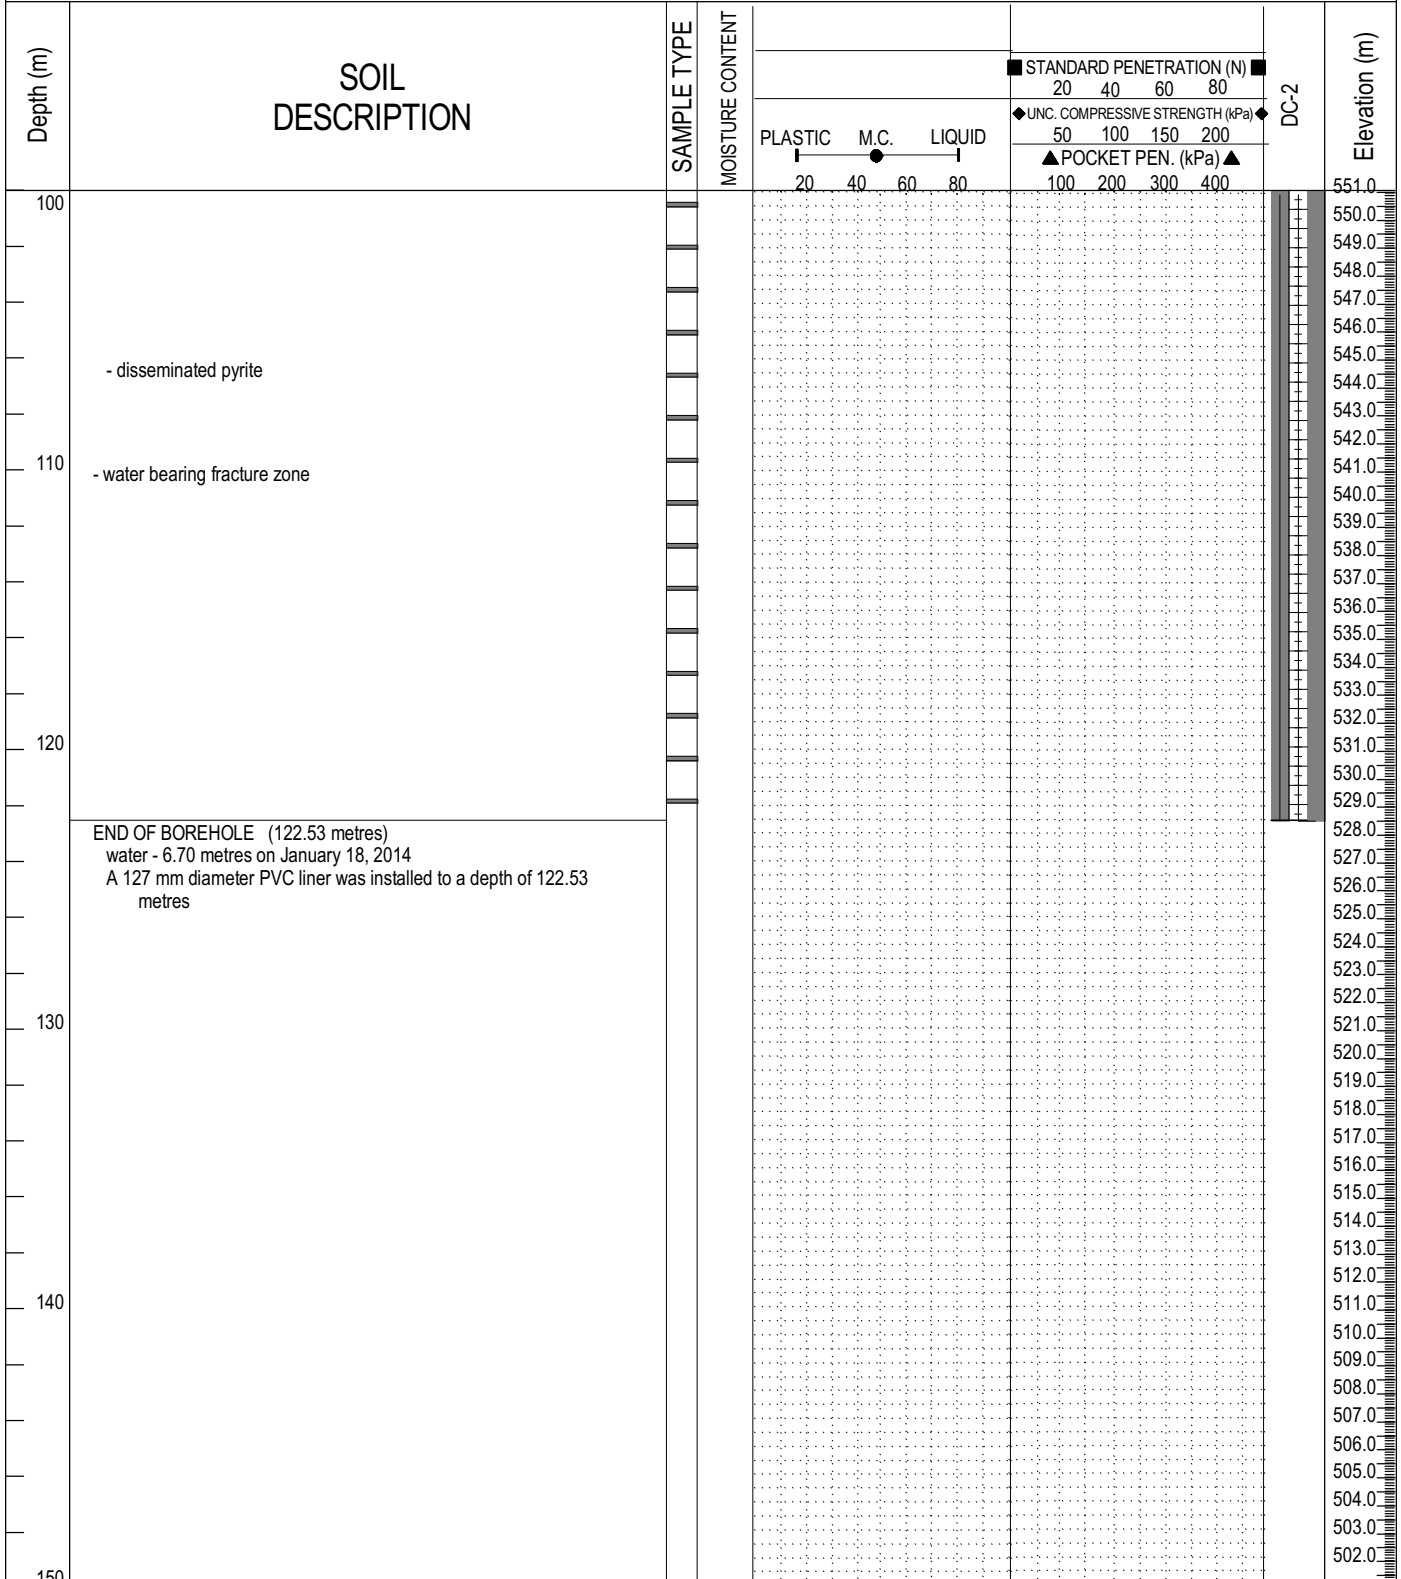 Depth (m)
SOIL
DESCRIPTION
SAMPLE TYPE
MOISTURE CONTENT
PLASTIC M.C. LIQUID
20 40 60 80
STANDARD PENETRATION (N)
20 40 60 80
UNC. COMPRESSIVE STRENGTH (kPa)
50 100 150 200
POCKET PEN. (kPa)
100 200 300 400
DC-2
Elevation (m)
100
- disseminated pyrite
110
- water bearing fracture zone
120
END OF BOREHOLE (122.53 metres)
water - 6.70 metres on January 18, 2014
A 127 mm diameter PVC liner was installed to a depth of 122.53
metres
130
140
150
551.0
550.0
549.0
548.0
547.0
546.0
545.0
544.0
543.0
542.0
541.0
540.0
539.0
538.0
537.0
536.0
535.0
534.0
533.0
532.0
531.0
530.0
529.0
528.0
527.0
526.0
525.0
524.0
523.0
522.0
521.0
520.0
519.0
518.0
517.0
516.0
515.0
514.0
513.0
512.0
511.0
510.0
509.0
508.0
507.0
506.0
505.0
504.0
503.0
502.0